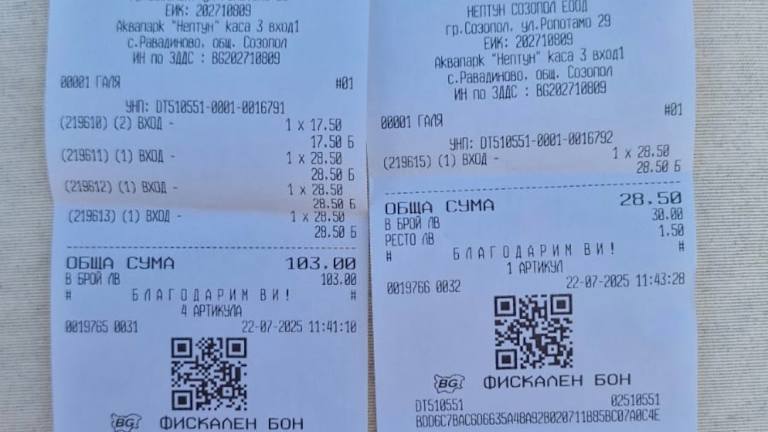 ЕИК: 202710809
Аквапарк "Нептун" каса 3 вход1
с.Равадиново, общ. Созопол
ИН по ЗДДС : BG202710809
00001 ГАЛЯ #01
УНП: DT510551-0001-0016791
(219610) (2) ВХОД - 1 x 17.50
17.50 Б
(219611) (1) ВХОД - 1 x 28.50
28.50 Б
(219612) (1) ВХОД - 1 x 28.50
28.50 Б
(219613) (1) ВХОД - 1 x 28.50
28.50 Б
ОБЩА СУМА 103.00
В БРОЙ ЛВ 103.00
# БЛАГОДАРИМ ВИ! #
4 АРТИКУЛА
0019765 0031 22-07-2025 11:41:10
BG ФИСКАЛЕН БОН
НЕПТУН СОЗОПОЛ ЕООД
гр.Созопол, ул.Ропотамо 29
ЕИК: 202710809
Аквапарк "Нептун" каса 3 вход1
с.Равадиново, общ. Созопол
ИН по ЗДДС : BG202710809
#01
00001 ГАЛЯ
УНП: DT510551-0001-0016792
(219615) (1) ВХОД - 1 x 28.50
28.50 Б
ОБЩА СУМА 28.50
В БРОЙ ЛВ 30.00
РЕСТО ЛВ 1.50
# БЛАГОДАРИМ ВИ! #
1 АРТИКУЛ
0019766 0032 22-07-2025 11:43:28
BG ФИСКАЛЕН БОН
DT510551 02510551